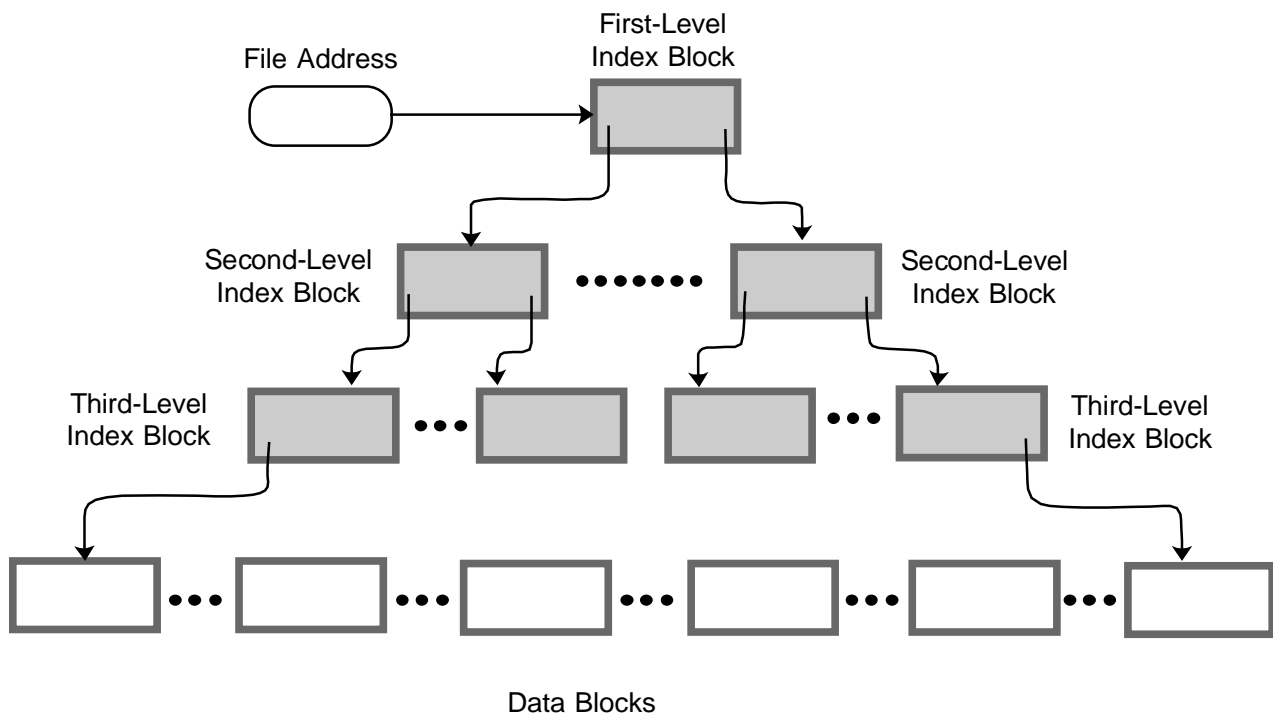 First-Level
Index Block
File Address
Second-Level
Index Block
Second-Level
Index Block
Third-Level
Index Block
Third-Level
Index Block
Data Blocks